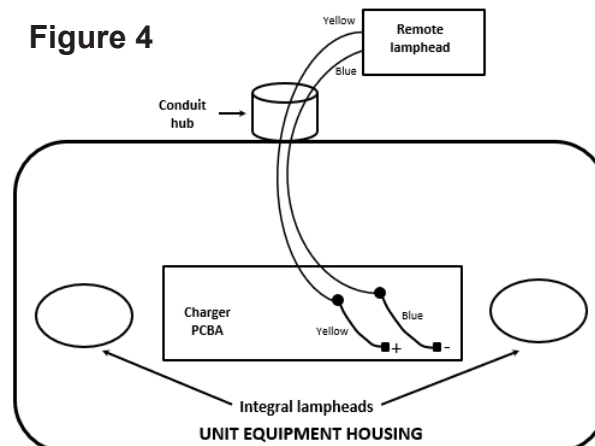 Figure 4
Yellow
Remote
lamphead
Blue
Conduit
hub
Charger
PCBA
Yellow
Blue
+
-
Integral lampheads
UNIT EQUIPMENT HOUSING